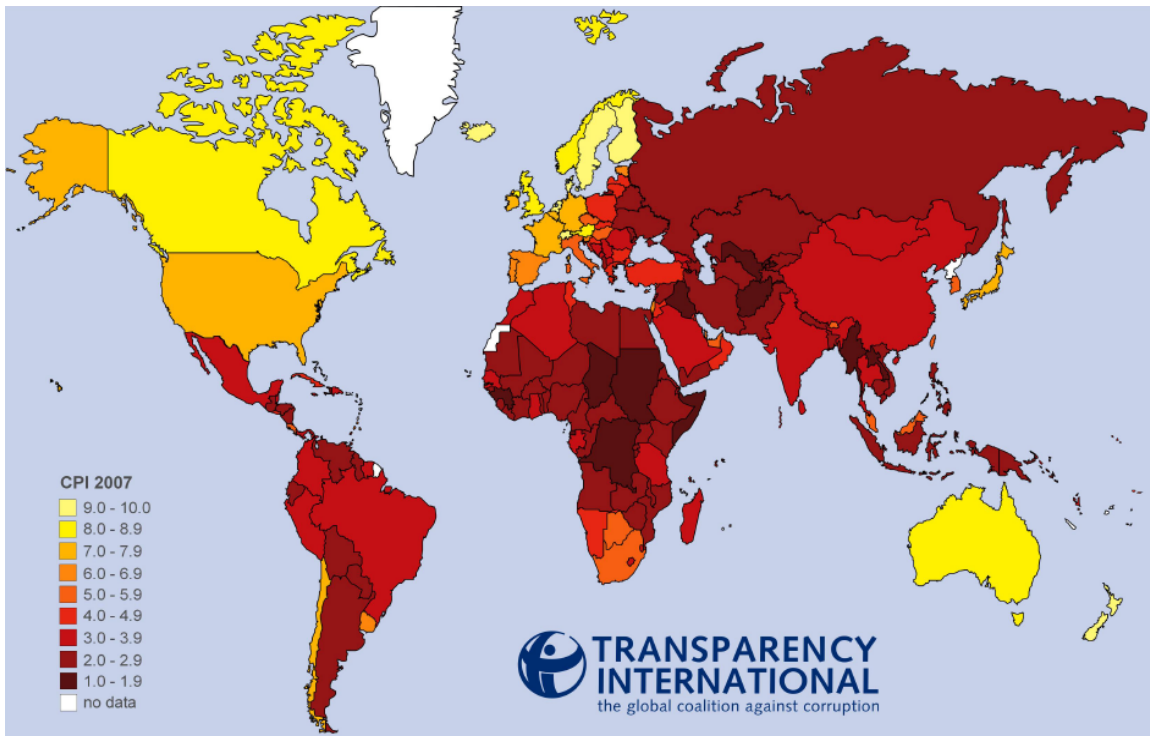 CPI 2007
9.0 - 10.0
8.0 - 8.9
7.0 - 7.9
6.0 - 6.9
5.0 - 5.9
4.0 - 4.9
3.0 - 3.9
2.0 - 2.9
1.0 - 1.9
no data
TRANSPARENCY
INTERNATIONAL
the global coalition against corruption